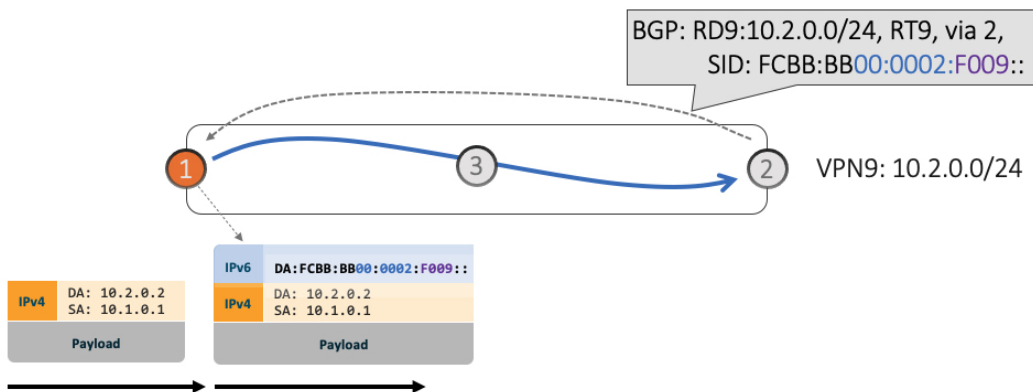 BGP: RD9:10.2.0.0/24, RT9, via 2,
SID: FCBB:BB00:0002:F009::
1
3
2
VPN9: 10.2.0.0/24
IPv6
DA:FCBB:BB00:0002:F009::
IPv4
DA: 10.2.0.2
SA: 10.1.0.1
Payload
IPv4
DA: 10.2.0.2
SA: 10.1.0.1
Payload